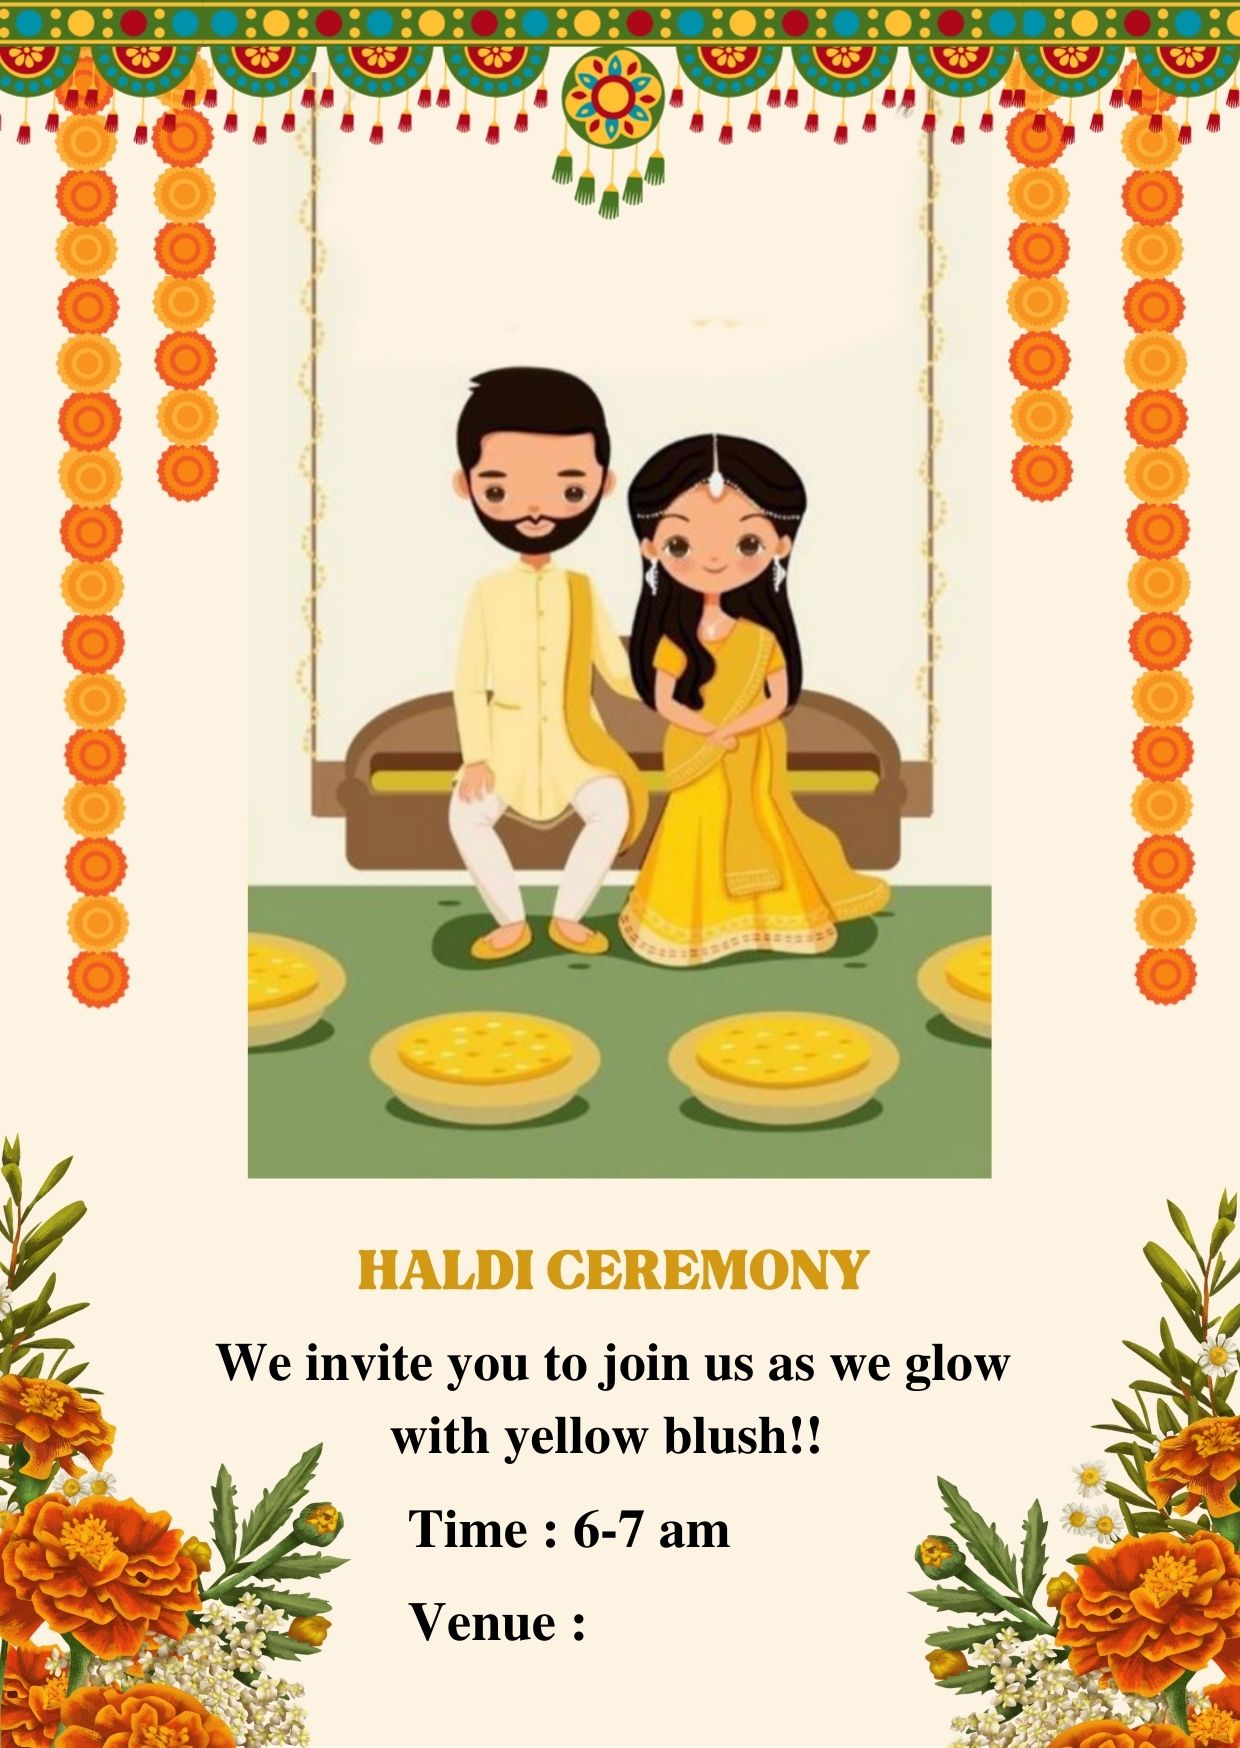 HALDI CEREMONY
We invite you to join us as we glow
with yellow blush!!
Time : 6-7 am
Venue :